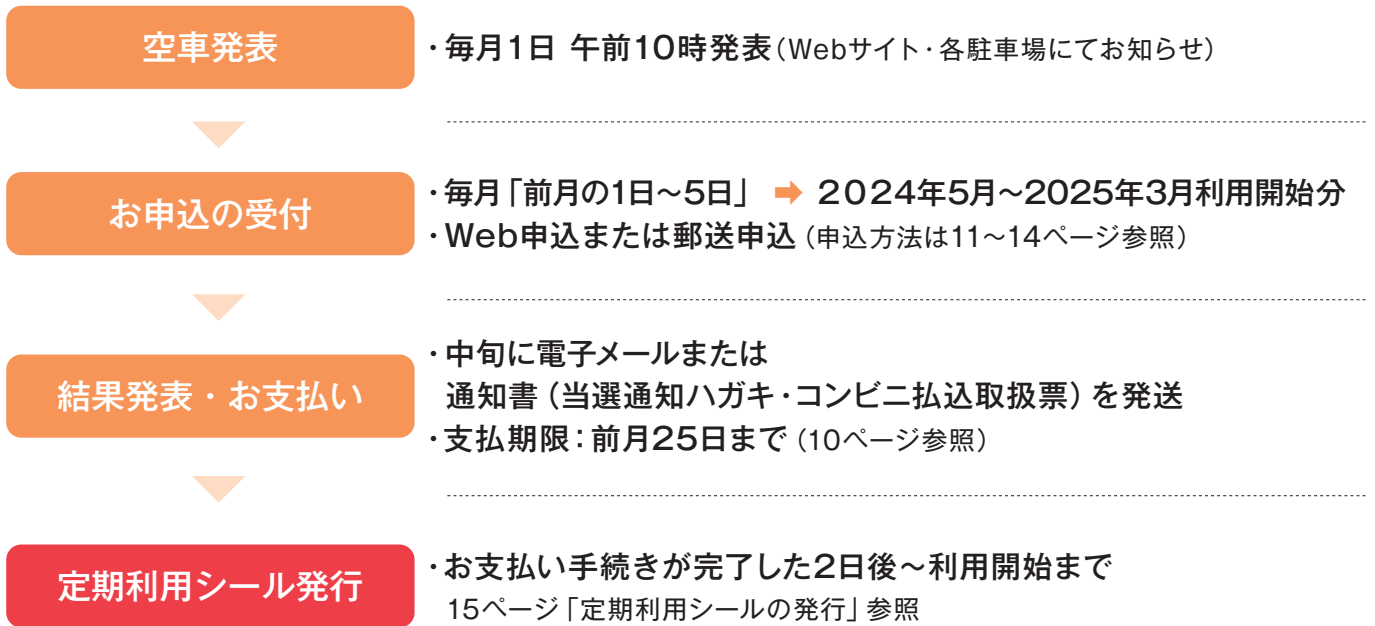 空車発表
・毎月1日 午前10時発表(Webサイト・各駐車場にてお知らせ)
お申込の受付
・毎月「前月の1日~5日」 ➡ 2024年5月~2025年3月利用開始分
・Web申込または郵送申込(申込方法は11~14ページ参照)
結果発表・お支払い
・中旬に電子メールまたは
通知書(当選通知ハガキ・コンビニ払込取扱票)を発送
・支払期限:前月25日まで(10ページ参照)
定期利用シール発行
・お支払い手続きが完了した2日後~利用開始まで
15ページ「定期利用シールの発行」参照